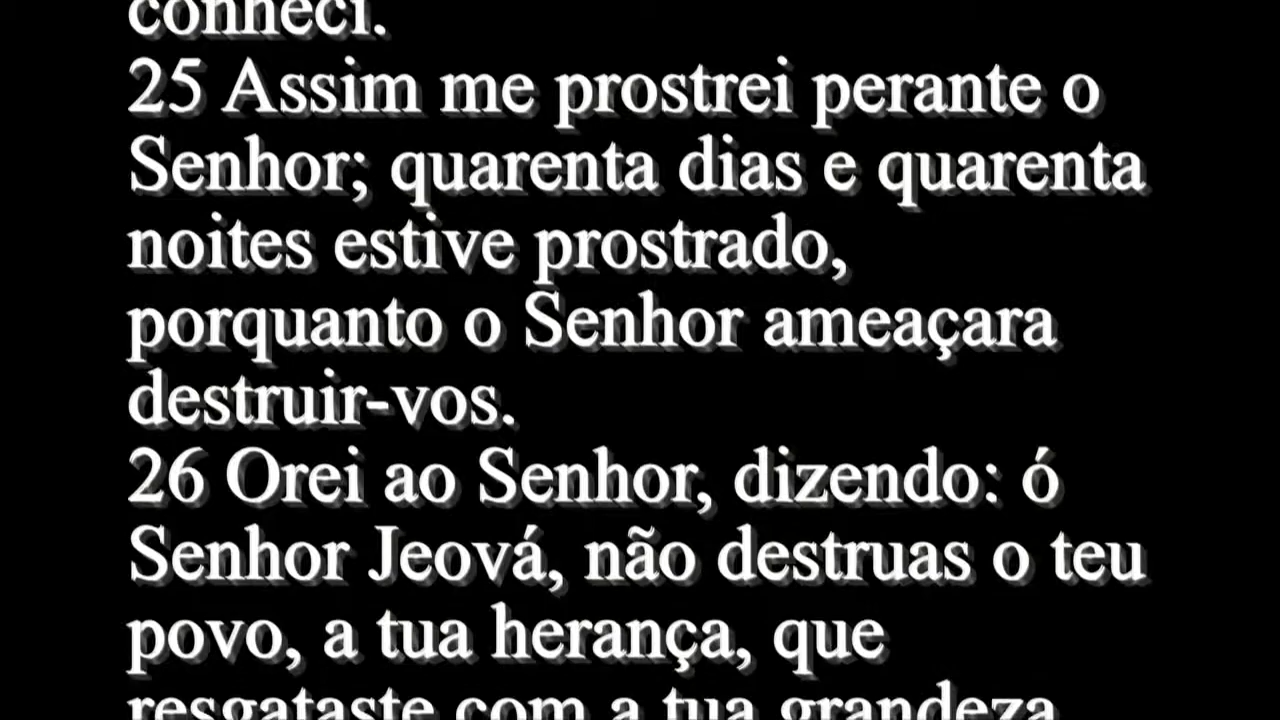 conheci.
25 Assim me prostrei perante o
Senhor; quarenta dias e quarenta
noites estive prostrado,
porquanto o Senhor ameaçara
destruir-vos.
26 Orei ao Senhor, dizendo: ó
Senhor Jeová, não destruas o teu
povo, a tua herança, que
resgataste com a tua grandeza